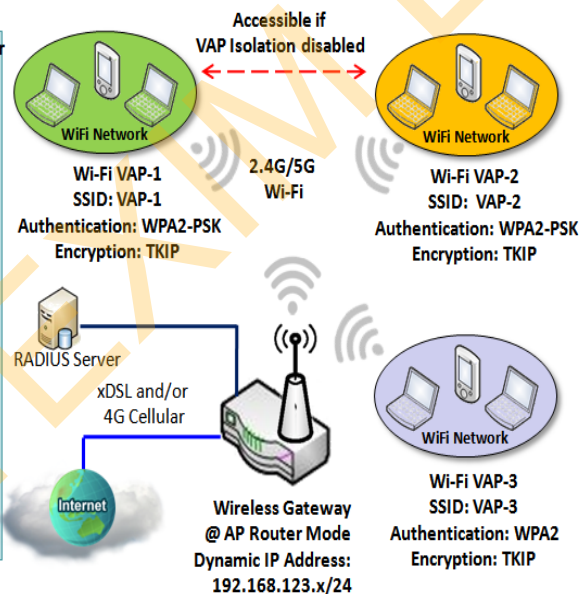 Accessible if
VAP Isolation disabled
r
WiFi Network
WiFi Network
2.4G/5G
Wi-Fi
Wi-Fi VAP-1
SSID: VAP-1
Authentication: WPA2-PSK
Encryption: TKIP
Wi-Fi VAP-2
SSID: VAP-2
Authentication: WPA2-PSK
Encryption: TKIP
RADIUS Server
xDSL and/or
4G Cellular
Internet
Wireless Gateway
@ AP Router Mode
Dynamic IP Address:
192.168.123.x/24
WiFi Network
Wi-Fi VAP-3
SSID: VAP-3
Authentication: WPA2
Encryption: TKIP